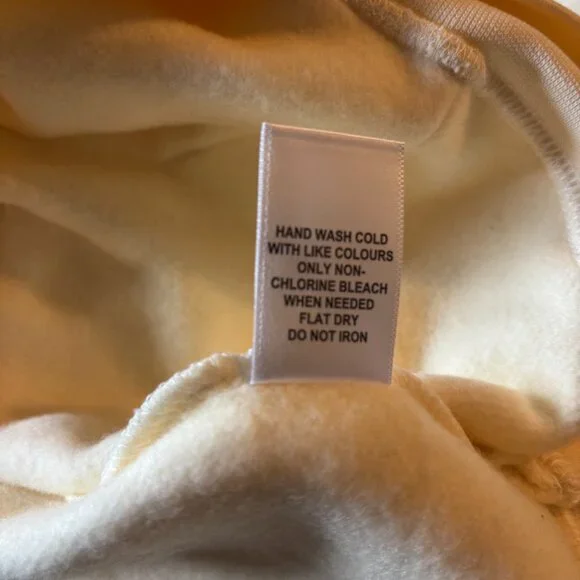 HAND WASH COLD
WITH LIKE COLOURS
ONLY NON-
CHLORINE BLEACH
WHEN NEEDED
FLAT DRY
DO NOT IRON